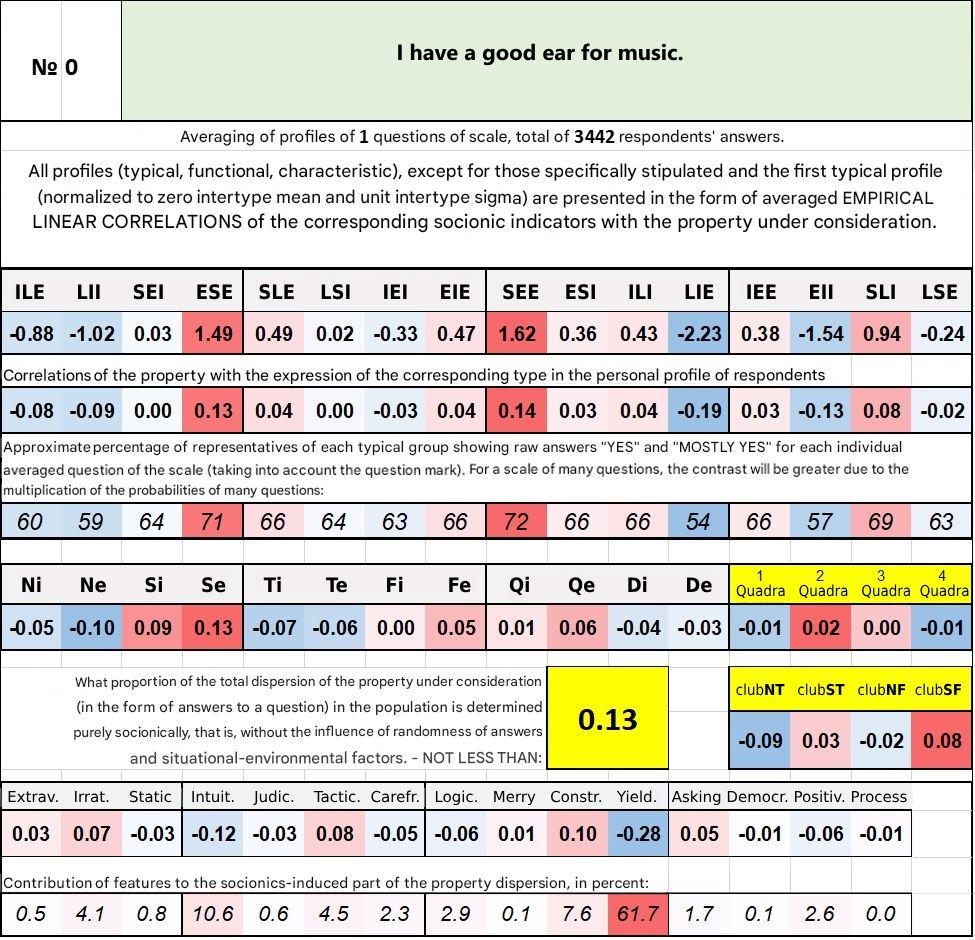 № 0
I have a good ear for music.
Averaging of profiles of 1 questions of scale, total of 3442 respondents' answers.
All profiles (typical, functional, characteristic), except for those specifically stipulated and the first typical profile
(normalized to zero intertype mean and unit intertype sigma) are presented in the form of averaged EMPIRICAL
LINEAR CORRELATIONS of the corresponding socionic indicators with the property under consideration.
ILE LII SEI ESE SLE LSI IEI EIE SEE ESI ILI LIE IEE EII SLI LSE
-0.88 -1.02 0.03 1.49 0.49 0.02 -0.33 0.47 1.62 0.36 0.43 -2.23 0.38 -1.54 0.94 -0.24
Correlations of the property with the expression of the corresponding type in the personal profile of respondents
-0.08 -0.09 0.00 0.13 0.04 0.00 -0.03 0.04 0.14 0.03 0.04 -0.19 0.03 -0.13 0.08 -0.02
Approximate percentage of representatives of each typical group showing raw answers "YES" and "MOSTLY YES" for each individual
averaged question of the scale (taking into account the question mark). For a scale of many questions, the contrast will be greater due to the
multiplication of the probabilities of many questions:
60 59 64 71 66 64 63 66 72 66 66 54 66 57 69 63
Ni Ne Si Se Ti Te Fi Fe Qi Qe Di De 1 Quadra 2 Quadra 3 Quadra 4 Quadra
-0.05 -0.10 0.09 0.13 -0.07 -0.06 0.00 0.05 0.01 0.06 -0.04 -0.03 -0.01 0.02 0.00 -0.01
What proportion of the total dispersion of the property under consideration
(in the form of answers to a question) in the population is determined
purely socionically, that is, without the influence of randomness of answers
and situational-environmental factors. - NOT LESS THAN:
0.13
clubNT clubST clubNF clubSF
-0.09 0.03 -0.02 0.08
Extrav. Irrat. Static Intuit. Judic. Tactic. Carefr. Logic. Merry Constr. Yield. Asking Democr. Positiv. Process
0.03 0.07 -0.03 -0.12 -0.03 0.08 -0.05 -0.06 0.01 0.10 -0.28 0.05 -0.01 -0.06 -0.01
Contribution of features to the socionics-induced part of the property dispersion, in percent:
0.5 4.1 0.8 10.6 0.6 4.5 2.3 2.9 0.1 7.6 61.7 1.7 0.1 2.6 0.0